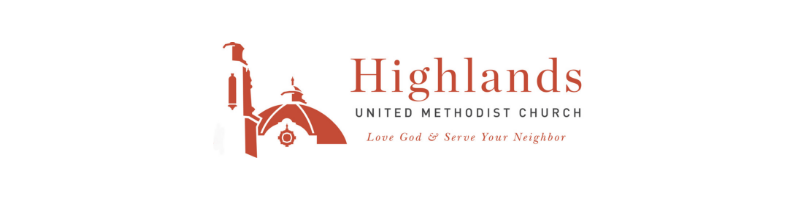 Highlands
UNITED METHODIST CHURCH
Love God & Serve Your Neighbor